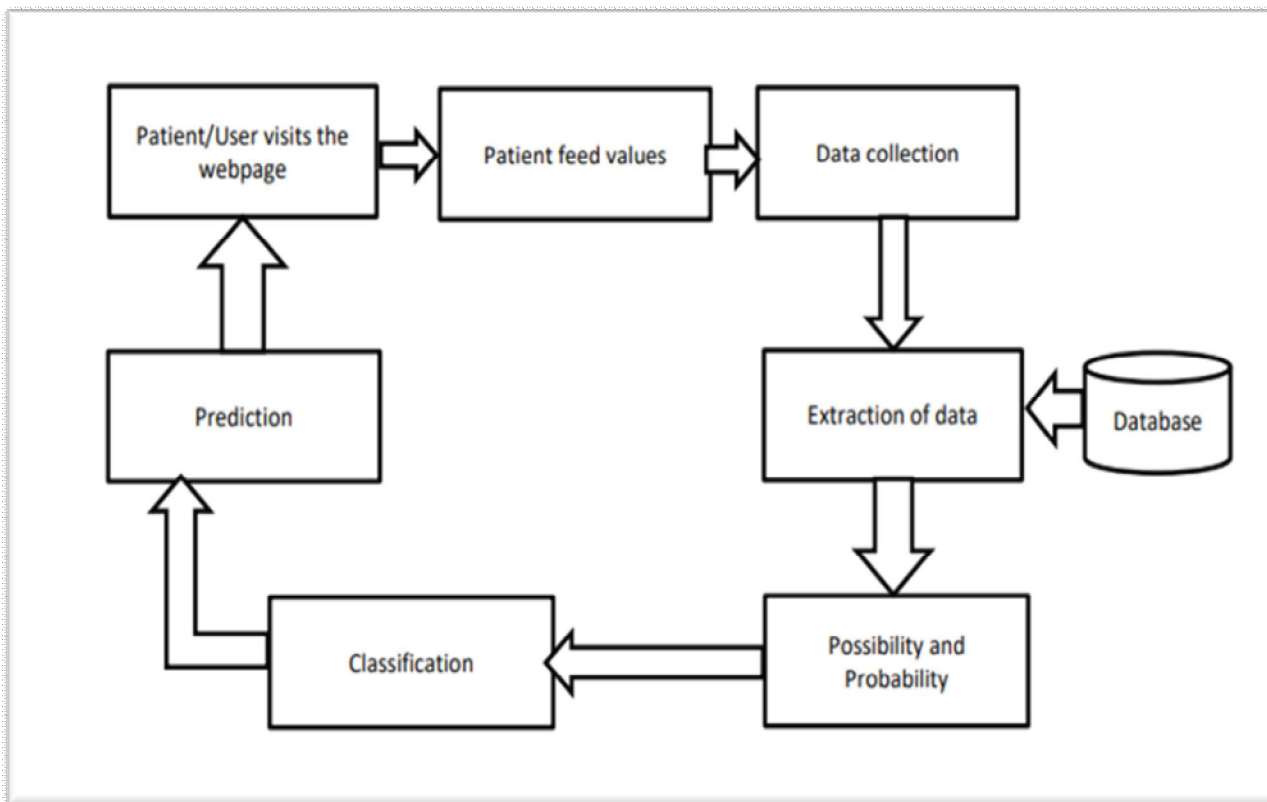 Patient/User visits the
webpage
Patient feed values
Data collection
Extraction of data
Database
Possibility and
Probability
Classification
Prediction